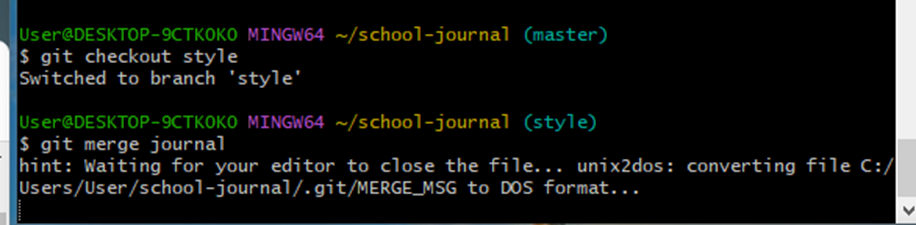 User@DESKTOP-9CTKOKO MINGW64 ~/school-journal (master)
$ git checkout style
Switched to branch 'style'
User@DESKTOP-9CTKOKO MINGW64 ~/school-journal (style)
$ git merge journal
hint: Waiting for your editor to close the file... unix2dos: converting file C:/
Users/User/school-journal/.git/MERGE_MSG to DOS format...